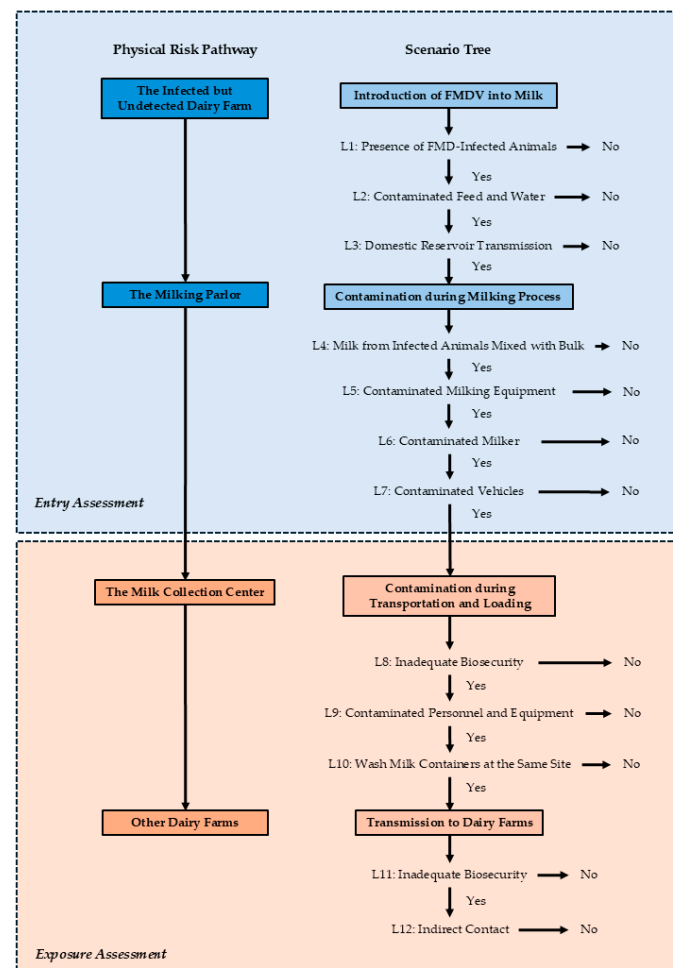 Physical Risk Pathway
Scenario Tree
The Infected but
Undetected Dairy Farm
Introduction of FMDV into Milk
L1: Presence of FMD-Infected Animals
No
Yes
L2: Contaminated Feed and Water
No
Yes
L3: Domestic Reservoir Transmission
No
Yes
The Milking Parlor
Contamination during Milking Process
L4: Milk from Infected Animals Mixed with Bulk
No
Yes
L5: Contaminated Milking Equipment
No
Yes
L6: Contaminated Milker
No
Yes
L7: Contaminated Vehicles
No
Entry Assessment
Yes
The Milk Collection Center
Contamination during
Transportation and Loading
L8: Inadequate Biosecurity
No
Yes
L9: Contaminated Personnel and Equipment
No
Yes
L10: Wash Milk Containers at the Same Site
No
Yes
Other Dairy Farms
Transmission to Dairy Farms
L11: Inadequate Biosecurity
No
Yes
L12: Indirect Contact
No
Exposure Assessment